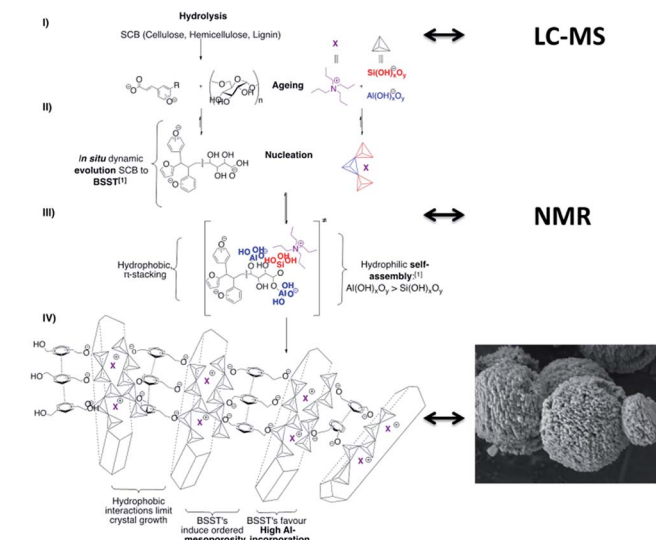 I)
Hydrolysis
SCB (Cellulose, Hemicellulose, Lignin)
LC-MS
X
Si(OH)xOy
Al(OH)xOy
Ageing
II)
In situ dynamic
evolution SCB to
BSST[1]
Nucleation
X
III)
NMR
Hydrophobic,
π-stacking
Hydrophilic self-
assembly:[1]
Al(OH)xOy > Si(OH)xOy
IV)
Hydrophobic
interactions limit
crystal growth
BSST's
induce ordered
mesoporosity
BSST's favour
High Al-
incorporation